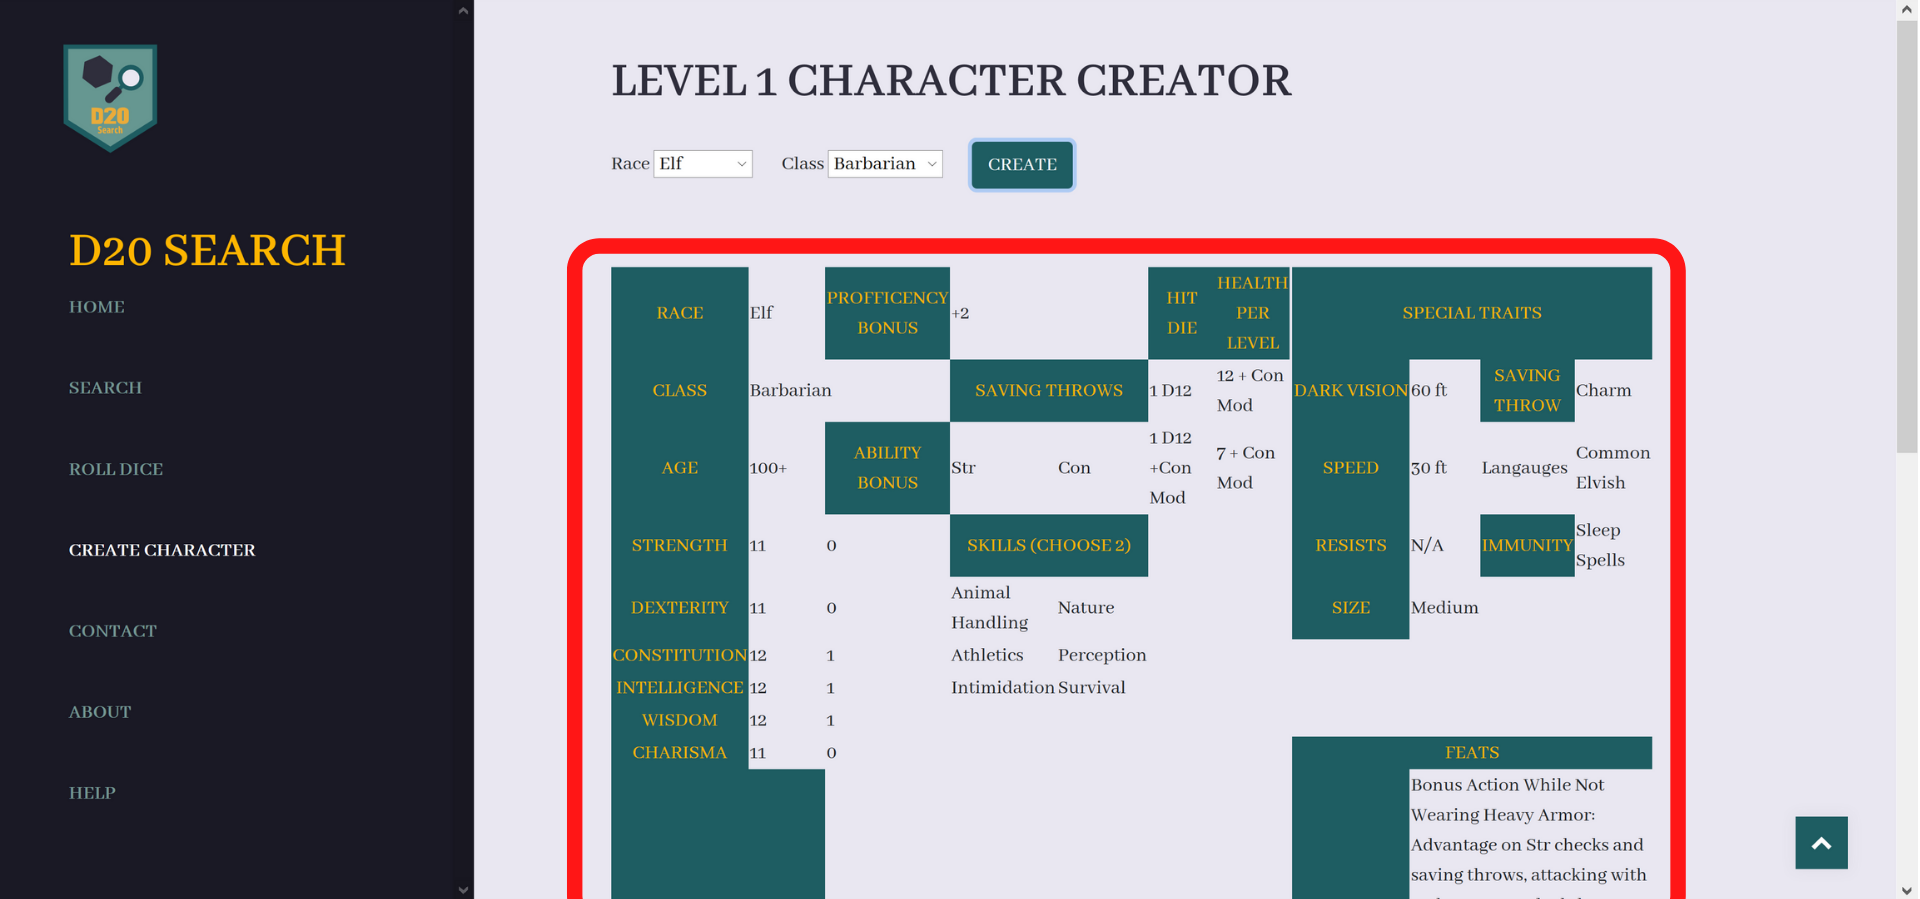 D20
Search
D20 SEARCH
HOME
SEARCH
ROLL DICE
CREATE CHARACTER
CONTACT
ABOUT
HELP
LEVEL 1 CHARACTER CREATOR
Race Elf Class Barbarian CREATE
RACE Elf PROFFICENCY BONUS +2 HIT DIE HEALTH PER LEVEL SPECIAL TRAITS
CLASS Barbarian SAVING THROWS 1 D12 12 + Con Mod DARK VISION 60 ft SAVING THROW Charm
AGE 100+ ABILITY BONUS Str Con 1 D12 +Con Mod 7 + Con Mod SPEED 30 ft Langauges Common Elvish
STRENGTH 11 0 SKILLS (CHOOSE 2) RESISTS N/A IMMUNITY Sleep Spells
DEXTERITY 11 0 Animal Handling Nature SIZE Medium
CONSTITUTION 12 1 Athletics Perception
INTELLIGENCE 12 1 Intimidation Survival
WISDOM 12 1
CHARISMA 11 0 FEATS
Bonus Action While Not
Wearing Heavy Armor:
Advantage on Str checks and
saving throws, attacking with